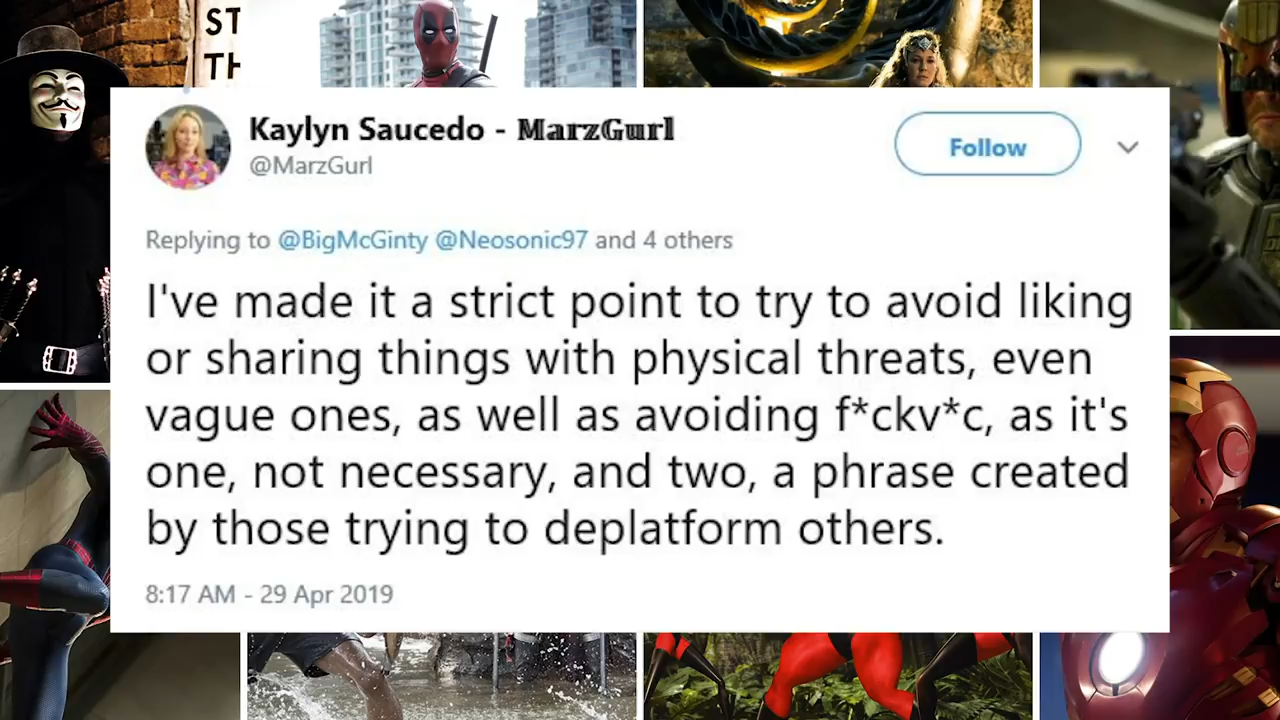 ST
TH
Kaylyn Saucedo - 𝕄𝕒𝕣𝕫𝔾𝕦𝕣𝕝
@MarzGurl
Follow
Replying to @BigMcGinty @Neosonic97 and 4 others
I've made it a strict point to try to avoid liking
or sharing things with physical threats, even
vague ones, as well as avoiding f*ckv*c, as it's
one, not necessary, and two, a phrase created
by those trying to deplatform others.
8:17 AM - 29 Apr 2019